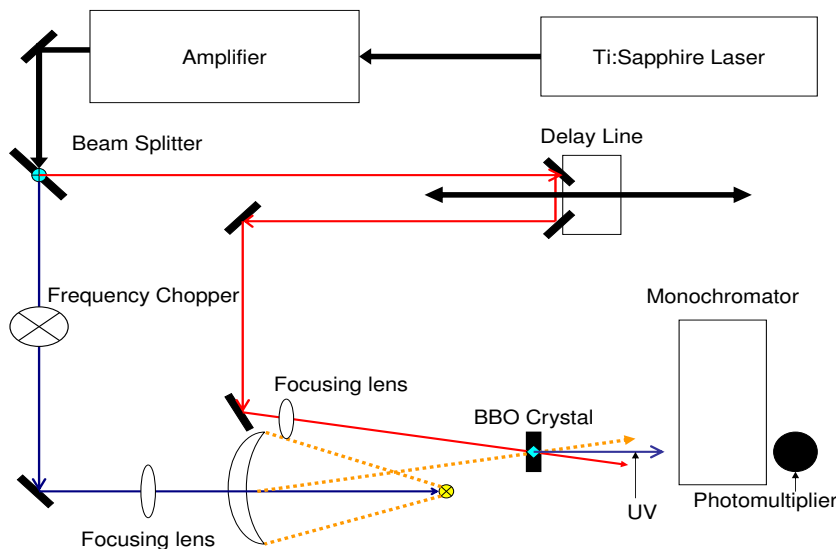 Amplifier
Ti:Sapphire Laser
Beam Splitter
Delay Line
Frequency Chopper
Monochromator
Focusing lens
BBO Crystal
Photomultiplier
UV
Focusing lens